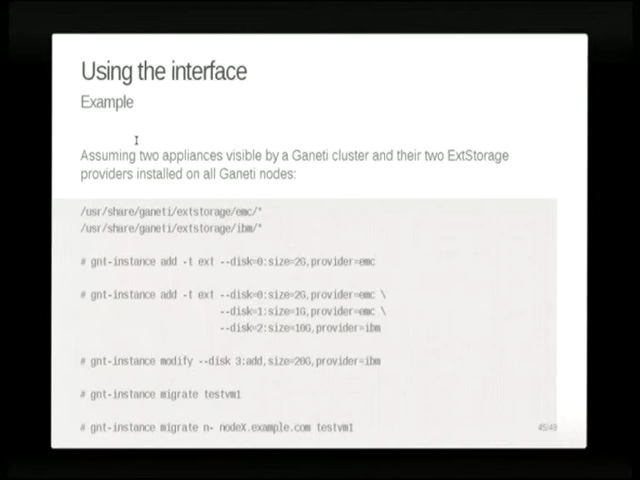 Using the interface
Example
Assuming two appliances visible by a Ganeti cluster and their two ExtStorage
providers installed on all Ganeti nodes:
/usr/share/ganeti/extstorage/emc/*
/usr/share/ganeti/extstorage/ibm/*
# gnt-instance add -t ext --disk=0:size=2G,provider=emc
# gnt-instance add -t ext --disk=0:size=2G,provider=emc \
--disk=1:size=1G,provider=emc \
--disk=2:size=10G,provider=ibm
# gnt-instance modify --disk 3:add,size=20G,provider=ibm
# gnt-instance migrate testvm1
# gnt-instance migrate n- nodeX.example.com testvm1